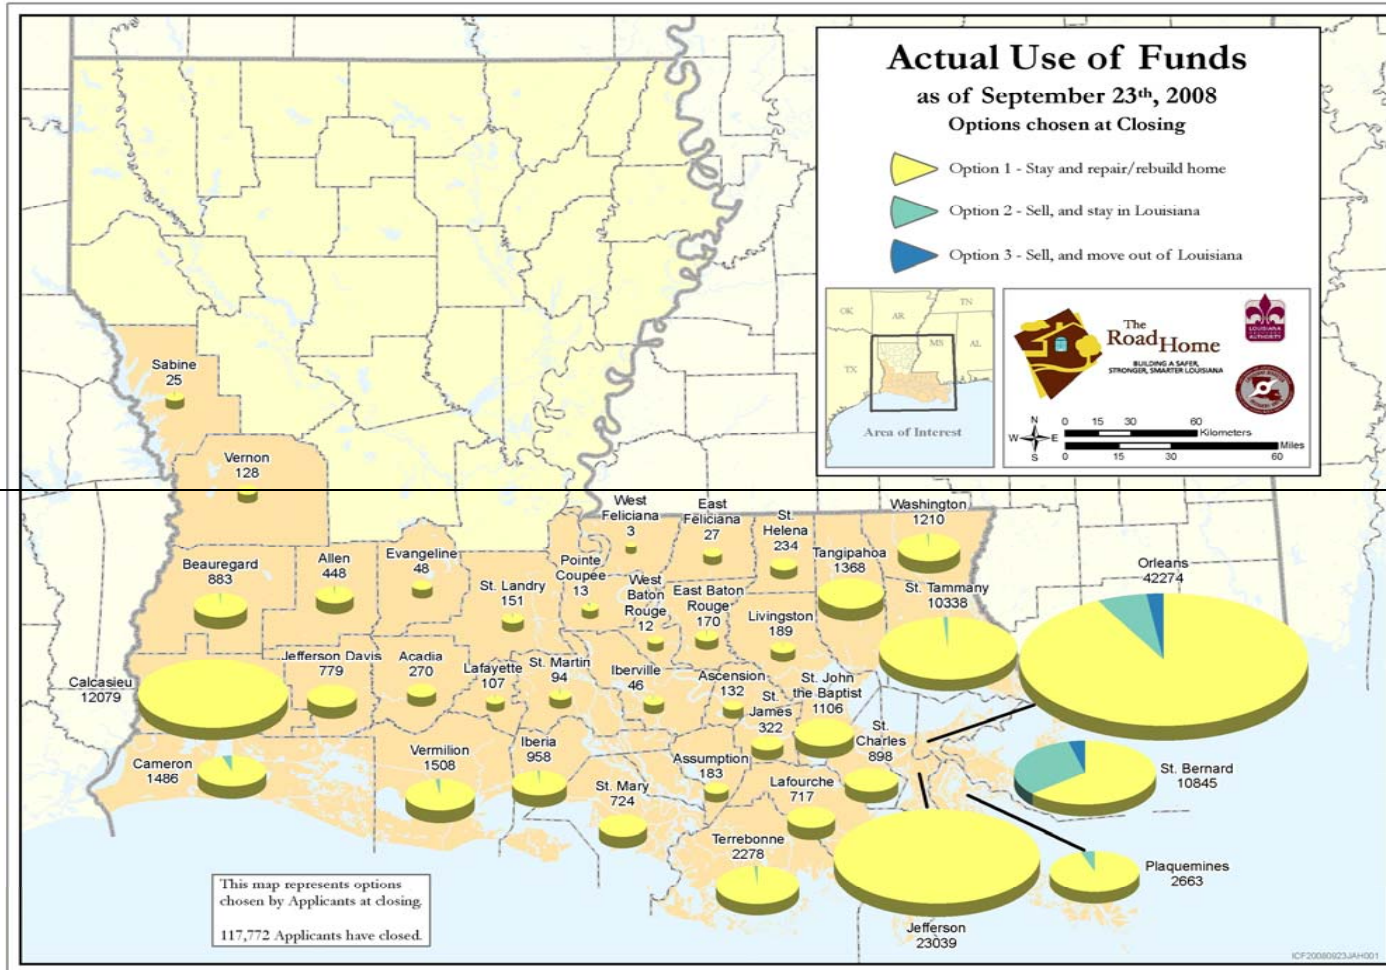 Actual Use of Funds
as of September 23th, 2008
Options chosen at Closing
Option 1 - Stay and repair/rebuild home
Option 2 - Sell, and stay in Louisiana
Option 3 - Sell, and move out of Louisiana
OK
AR
TN
MS
AL
TX
Area of Interest
The
Road Home
BUILDING A SAFER,
STRONGER, SMARTER LOUISIANA
LOUISIANA
AUTHORITY
N
W E
S
0 15 30 60
Kilometers
Miles
0 15 30 60
Sabine
25
Vernon
128
West
Feliciana
3
East
Feliciana
27
St.
Helena
234
Washington
1210
Beauregard
883
Allen
448
Evangeline
48
St. Landry
151
Pointe
Coupee
13
West
Baton
Rouge
12
East Baton
Rouge
170
Tangipahoa
1368
Livingston
189
St. Tammany
10338
Orleans
42274
Calcasieu
12079
Jefferson Davis
779
Acadia
270
Lafayette
107
St. Martin
94
Iberville
46
Ascension
132
St.
James
322
St. John
the Baptist
1106
St.
Charles
898
Cameron
1486
Vermilion
1508
Iberia
958
St. Mary
724
Assumption
183
Lafourche
717
Terrebonne
2278
St. Bernard
10845
Plaquemines
2663
Jefferson
23039
This map represents options
chosen by Applicants at closing.
117,772 Applicants have closed.
ICF20080923JAH001